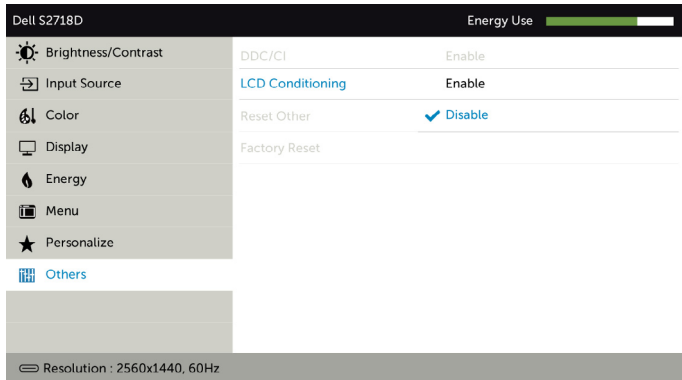 Dell S2718D Energy Use
Brightness/Contrast
DDC/CI Enable
Input Source
LCD Conditioning Enable
Color
Reset Other Disable
Display
Factory Reset
Energy
Menu
Personalize
Others
Resolution : 2560x1440, 60Hz